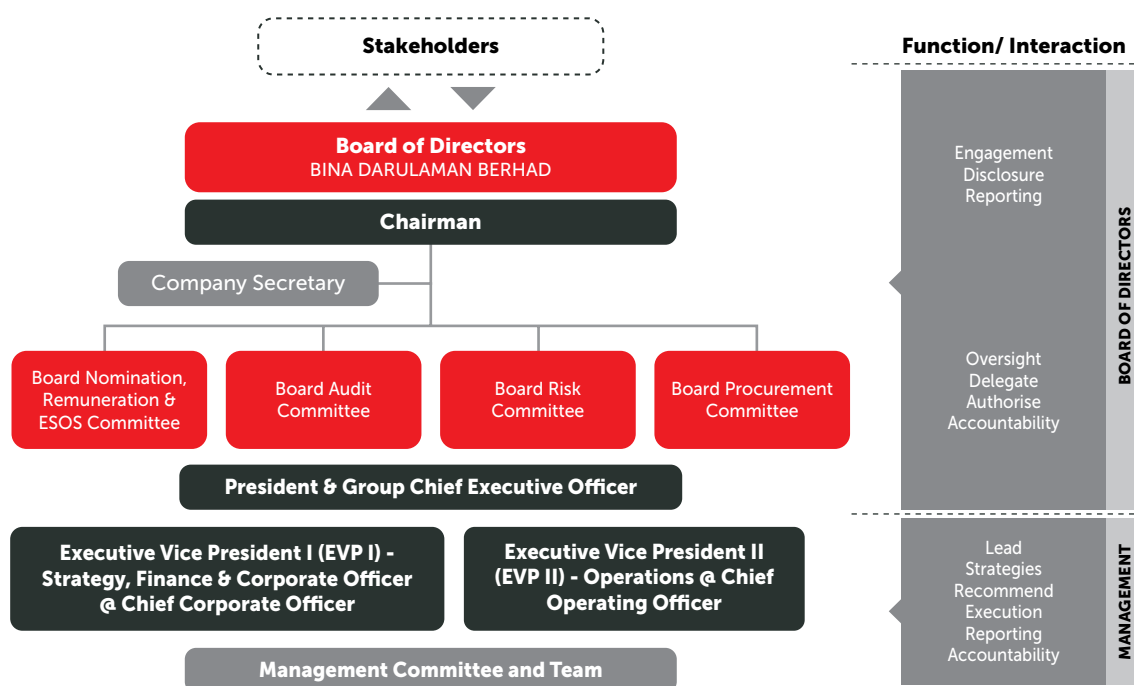 Stakeholders
Function/ Interaction
Board of Directors
BINA DARULAMAN BERHAD
Chairman
Company Secretary
Board Nomination,
Remuneration &
ESOS Committee
Board Audit
Committee
Board Risk
Committee
Board Procurement
Committee
President & Group Chief Executive Officer
Executive Vice President I (EVP I) -
Strategy, Finance & Corporate Officer
@ Chief Corporate Officer
Executive Vice President II
(EVP II) - Operations @ Chief
Operating Officer
Management Committee and Team
Engagement
Disclosure
Reporting
Oversight
Delegate
Authorise
Accountability
BOARD OF DIRECTORS
Lead
Strategies
Recommend
Execution
Reporting
Accountability
MANAGEMENT